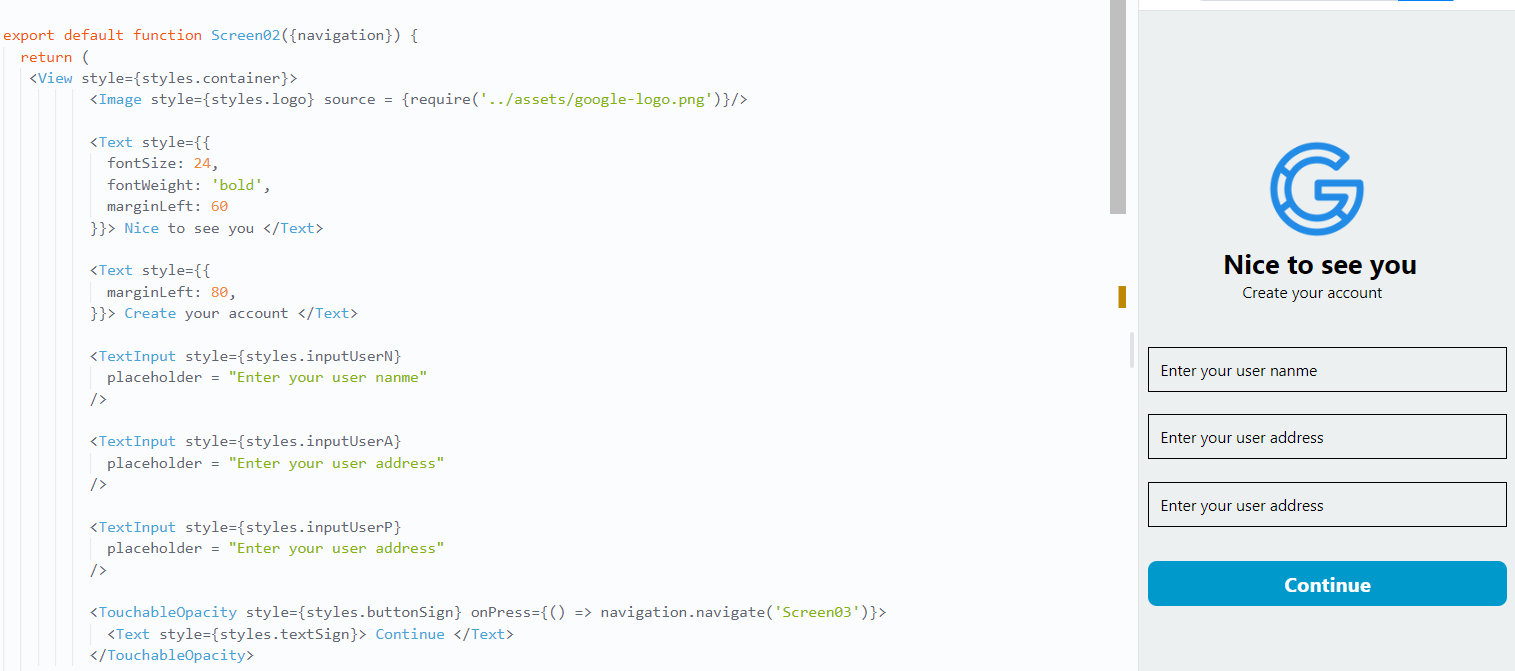 export default function Screen02({navigation}) {
return (
<View style={styles.container}>
<Image style={styles.logo} source = {require('../assets/google-logo.png')}/>
<Text style={{
fontSize: 24,
fontWeight: 'bold',
marginLeft: 60
}}> Nice to see you </Text>
<Text style={{
marginLeft: 80,
}}> Create your account </Text>
<TextInput style={styles.inputUserN}
placeholder = "Enter your user nanme"
/>
<TextInput style={styles.inputUserA}
placeholder = "Enter your user address"
/>
<TextInput style={styles.inputUserP}
placeholder = "Enter your user address"
/>
<TouchableOpacity style={styles.buttonSign} onPress={() => navigation.navigate('Screen03')}>
<Text style={styles.textSign}> Continue </Text>
</TouchableOpacity>
Nice to see you
Create your account
Enter your user nanme
Enter your user address
Enter your user address
Continue